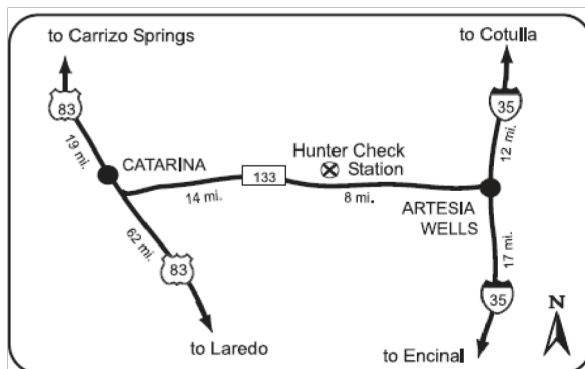 to Carrizo Springs
to Cotulla
83
35
19 mi.
12 mi.
CATARINA
Hunter Check
Station
133
14 mi.
8 mi.
ARTESIA
WELLS
62 mi.
17 mi.
83
35
N
to Laredo
to Encinal